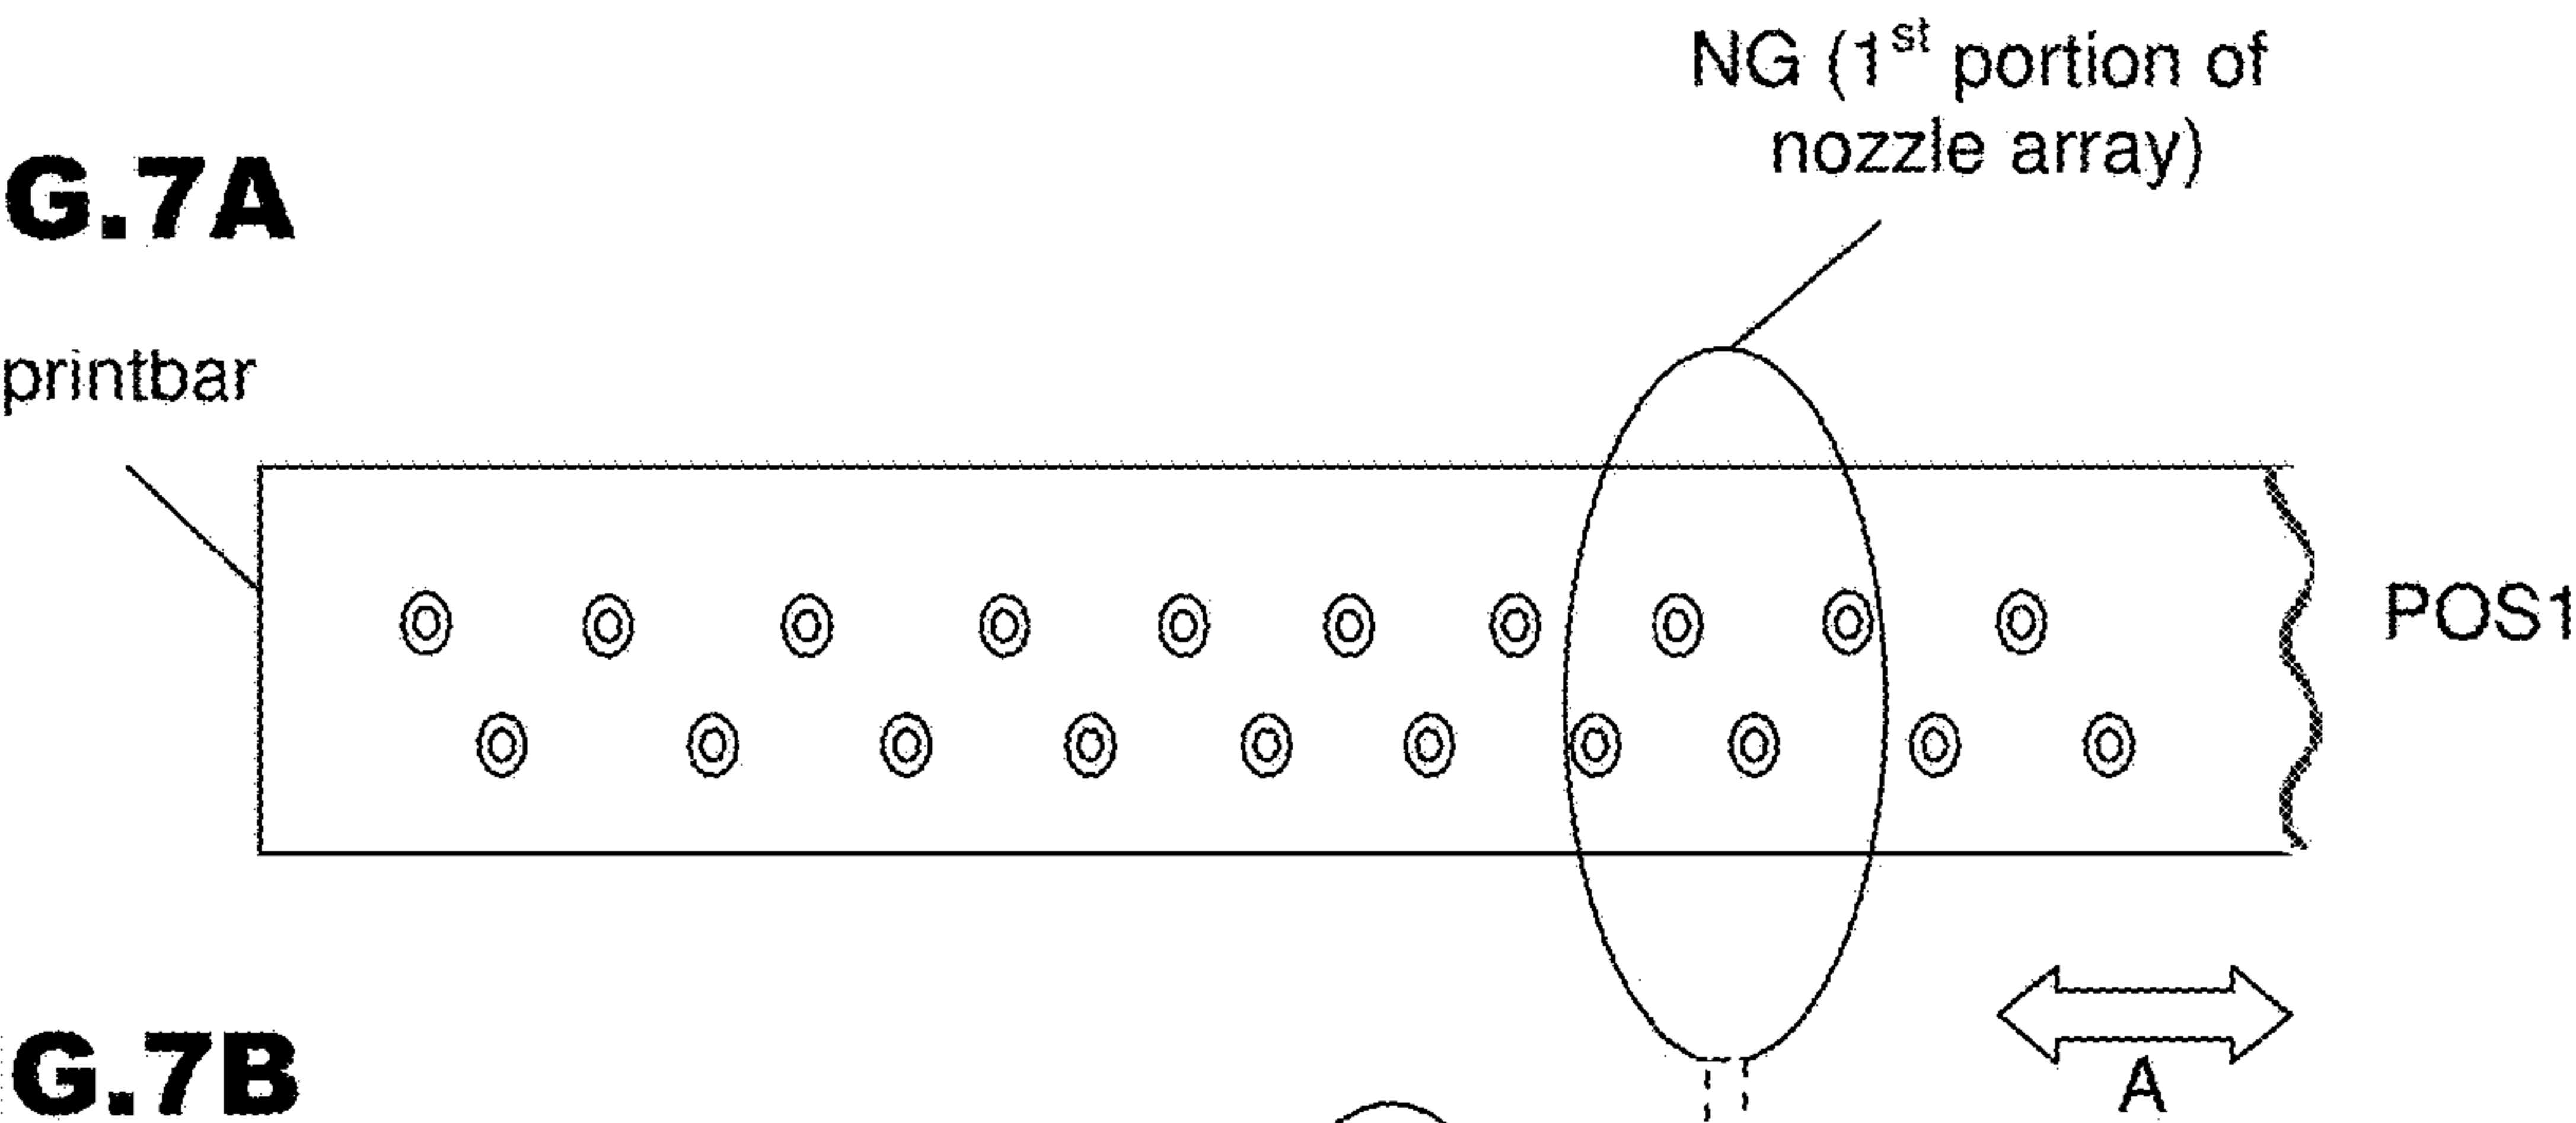 NG (1st portion of
nozzle array)
G.7A
printbar
POS1
A
G.7B